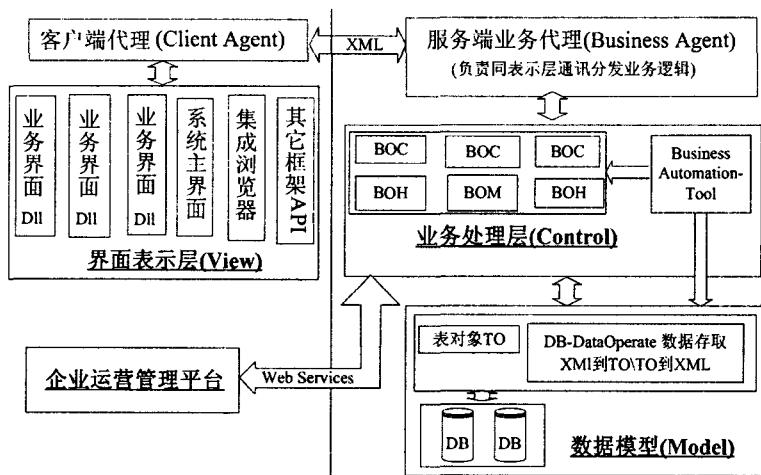 客户端代理 (Client Agent)
XML
服务端业务代理(Business Agent)
(负责同表示层通讯分发业务逻辑)
业务界面 Dll
业务界面 Dll
业务界面 Dll
系统主界面
集成浏览器
其它框架API
界面表示层(View)
BOC
BOC
BOC
BOH
BOM
BOH
Business
Automation-
Tool
业务处理层(Control)
企业运营管理平台
Web Services
表对象TO
DB-DataOperate 数据存取
XMl到TO\TO到XML
DB
DB
数据模型(Model)